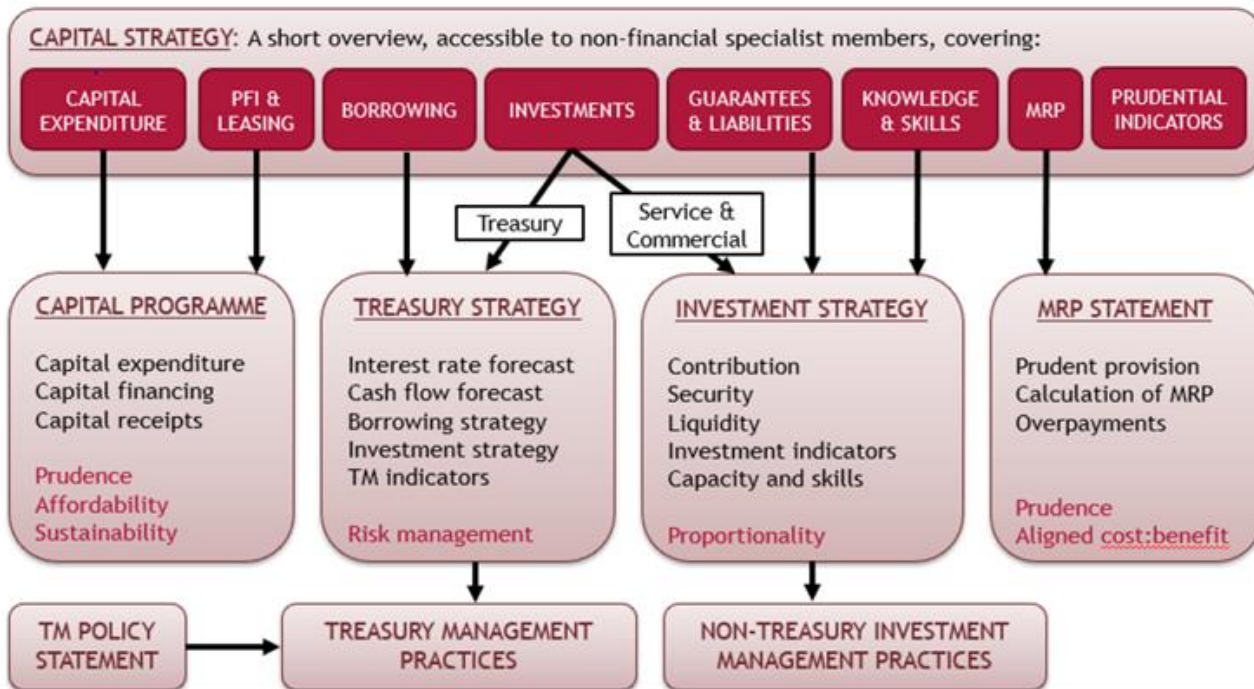 CAPITAL STRATEGY: A short overview, accessible to non-financial specialist members, covering:
CAPITAL
EXPENDITURE
PFI &
LEASING
BORROWING
INVESTMENTS
GUARANTEES
& LIABILITIES
KNOWLEDGE
& SKILLS
MRP
PRUDENTIAL
INDICATORS
Treasury
Service &
Commercial
CAPITAL PROGRAMME
Capital expenditure
Capital financing
Capital receipts
Prudence
Affordability
Sustainability
TREASURY STRATEGY
Interest rate forecast
Cash flow forecast
Borrowing strategy
Investment strategy
TM indicators
Risk management
INVESTMENT STRATEGY
Contribution
Security
Liquidity
Investment indicators
Capacity and skills
Proportionality
MRP STATEMENT
Prudent provision
Calculation of MRP
Overpayments
Prudence
Aligned cost:benefit
TM POLICY
STATEMENT
TREASURY MANAGEMENT
PRACTICES
NON-TREASURY INVESTMENT
MANAGEMENT PRACTICES